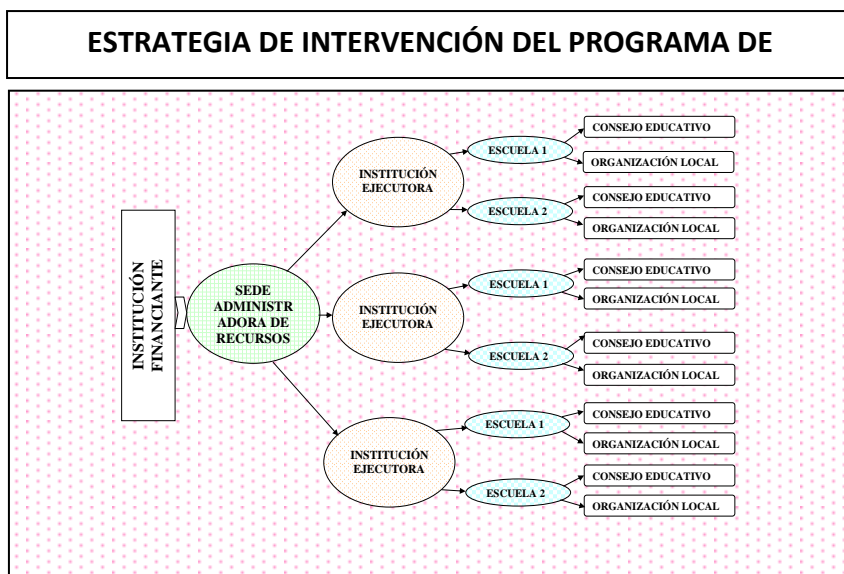 ESTRATEGIA DE INTERVENCIÓN DEL PROGRAMA DE
INSTITUCIÓN
FINANCIANTE
SEDE
ADMINISTR
ADORA DE
RECURSOS
INSTITUCIÓN
EJECUTORA
ESCUELA 1
CONSEJO EDUCATIVO
ORGANIZACIÓN LOCAL
ESCUELA 2
CONSEJO EDUCATIVO
ORGANIZACIÓN LOCAL
INSTITUCIÓN
EJECUTORA
ESCUELA 1
CONSEJO EDUCATIVO
ORGANIZACIÓN LOCAL
ESCUELA 2
CONSEJO EDUCATIVO
ORGANIZACIÓN LOCAL
INSTITUCIÓN
EJECUTORA
ESCUELA 1
CONSEJO EDUCATIVO
ORGANIZACIÓN LOCAL
ESCUELA 2
CONSEJO EDUCATIVO
ORGANIZACIÓN LOCAL